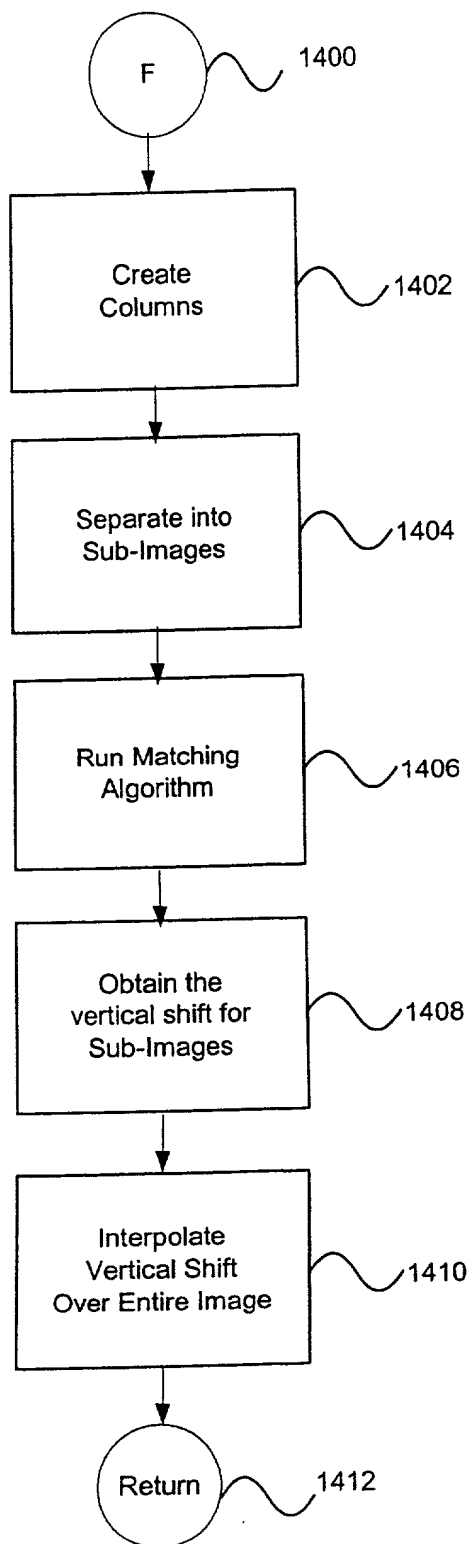 F
1400
Create
Columns
1402
Separate into
Sub-Images
1404
Run Matching
Algorithm
1406
Obtain the
vertical shift for
Sub-Images
1408
Interpolate
Vertical Shift
Over Entire Image
1410
Return
1412